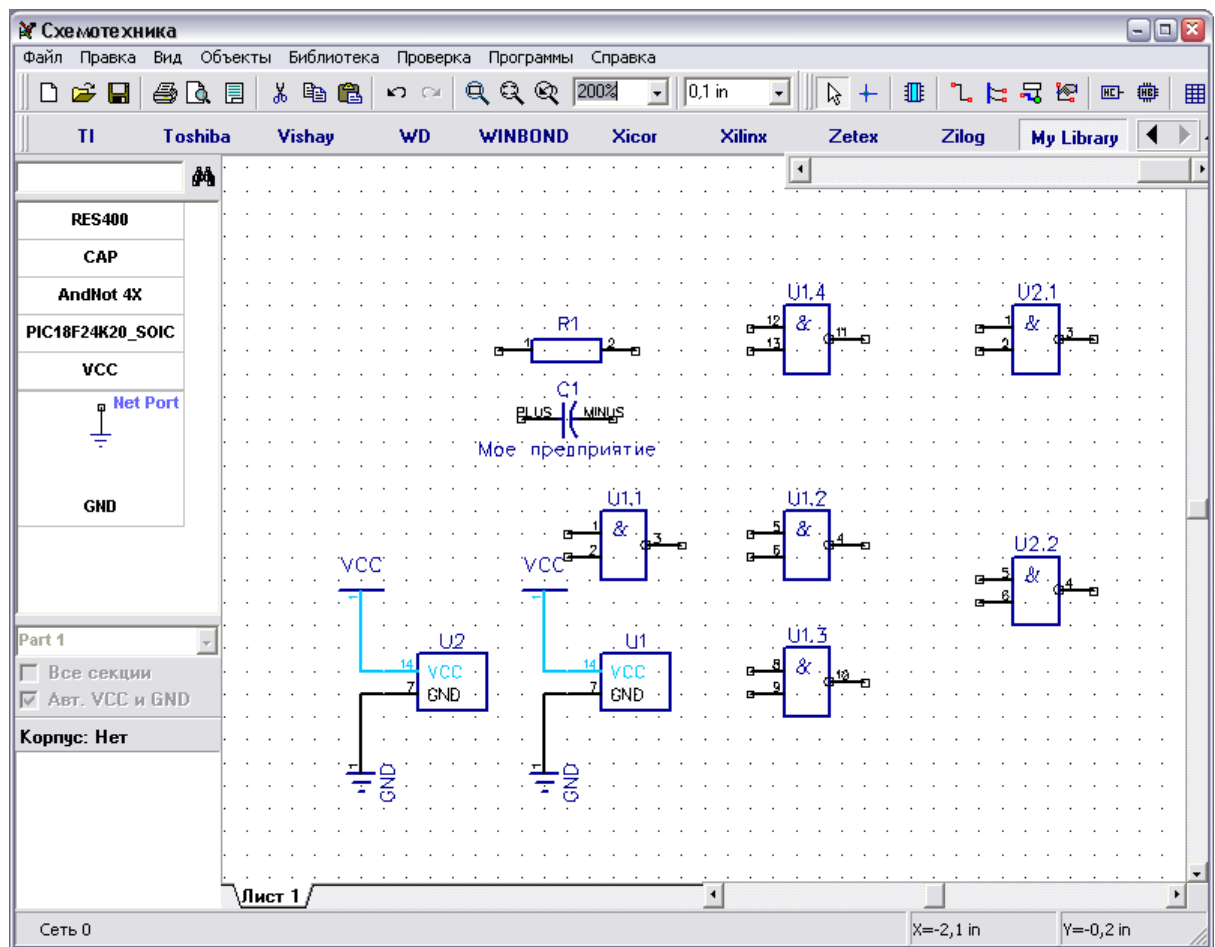 Схемотехника
Файл Правка Вид Объекты Библиотека Проверка Программы Справка
200% 0,1 in
TI Toshiba Vishay WD WINBOND Xicor Xilinx Zetex Zilog My Library
RES400
CAP
AndNot 4X
PIC18F24K20_SOIC
VCC
Net Port
GND
Part 1
Все секции
Авт. VCC и GND
Корпус: Нет
R1
1 2
C1
PLUS MINUS
Мое предприятие
U1.4
12 & 11
13
U2.1
1 & 3
2
U1.1
1 & 3
2
U1.2
5 & 4
6
U2.2
5 & 4
6
U1.3
8 & 10
9
VCC
1
U2
14 VCC
7 GND
1 GND
VCC
1
U1
14 VCC
7 GND
1 GND
Лист 1
Сеть 0 X=-2,1 in Y=-0,2 in